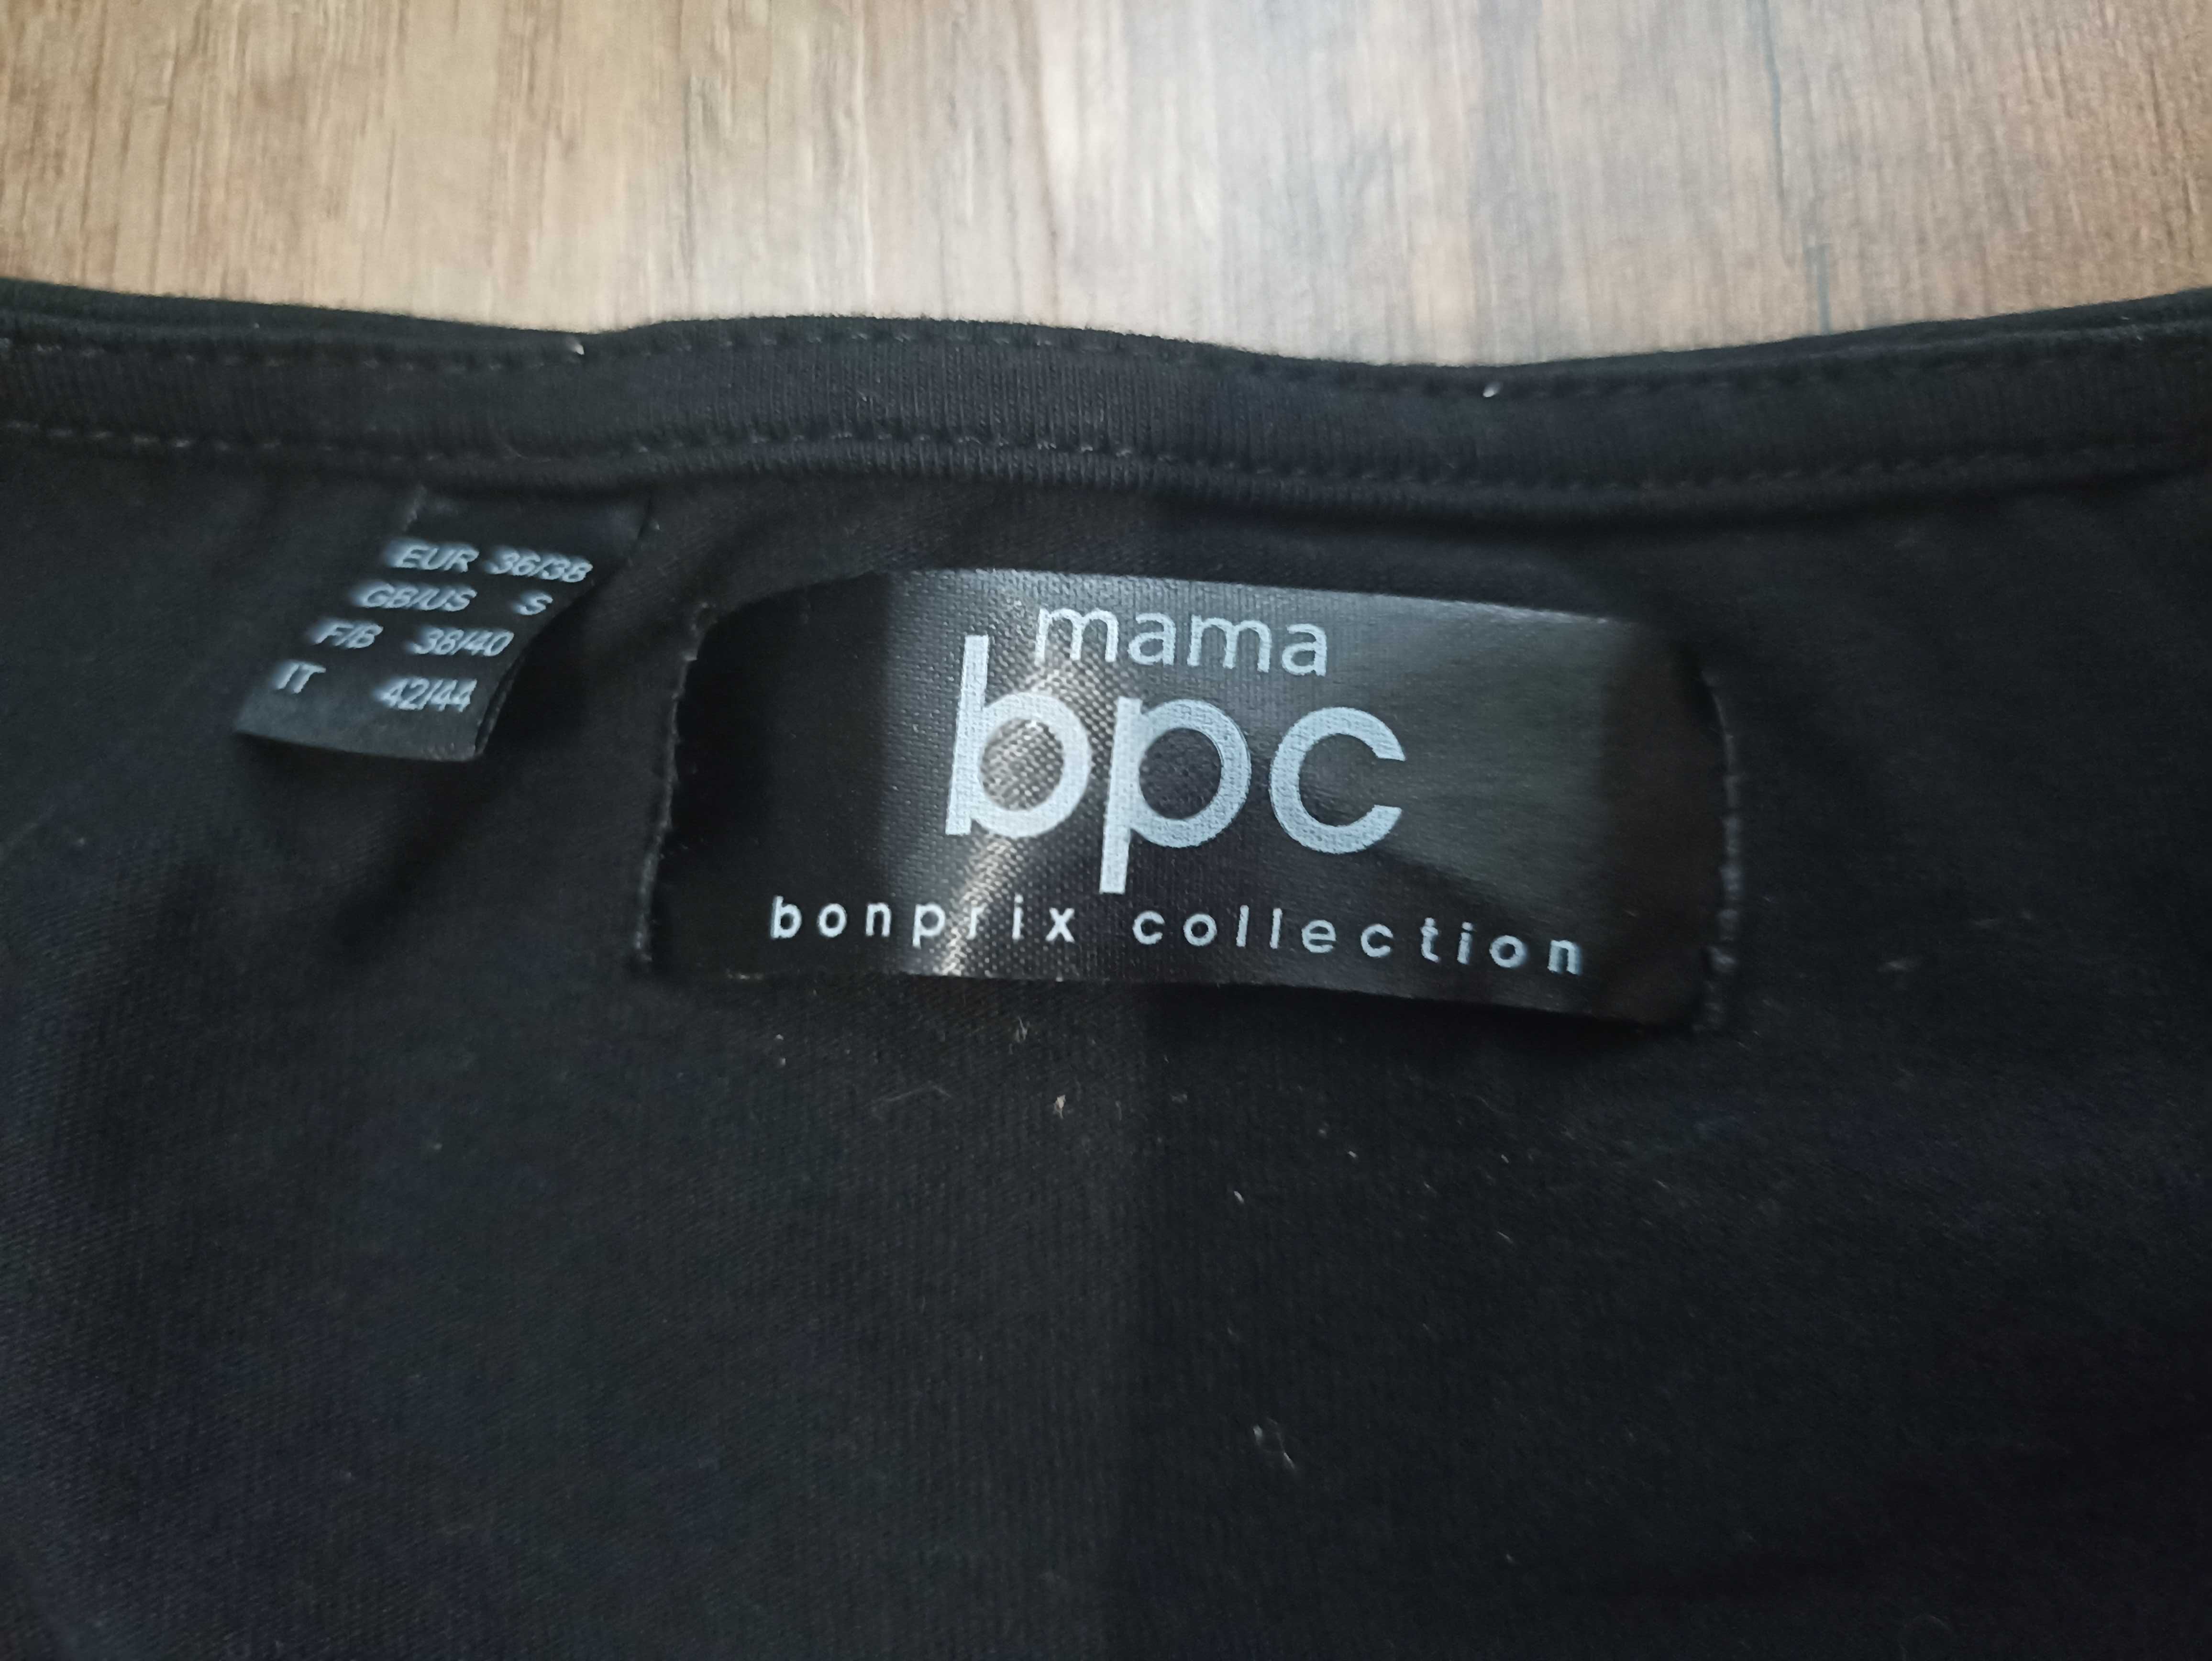 EUR 36/38
GB/US S
F/B 38/40
IT 42/44
mama
bpc
bonprix collection